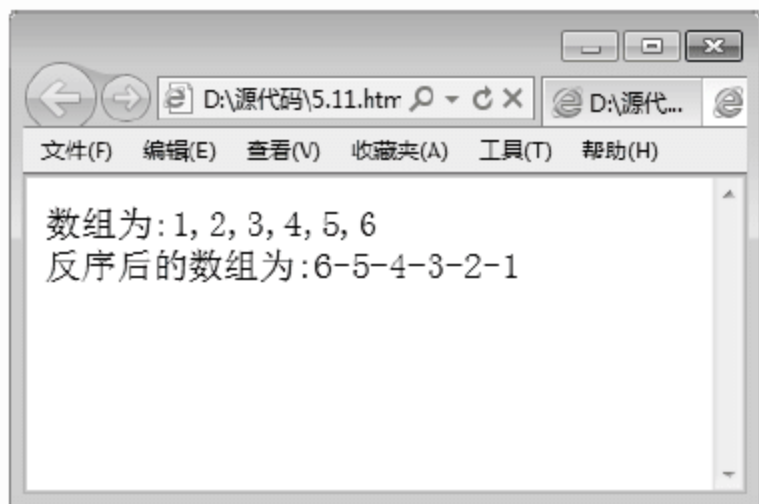 D:\源代码\5.11.htm
D:\源代...
文件(F) 编辑(E) 查看(V) 收藏夹(A) 工具(T) 帮助(H)
数组为:1,2,3,4,5,6
反序后的数组为:6-5-4-3-2-1